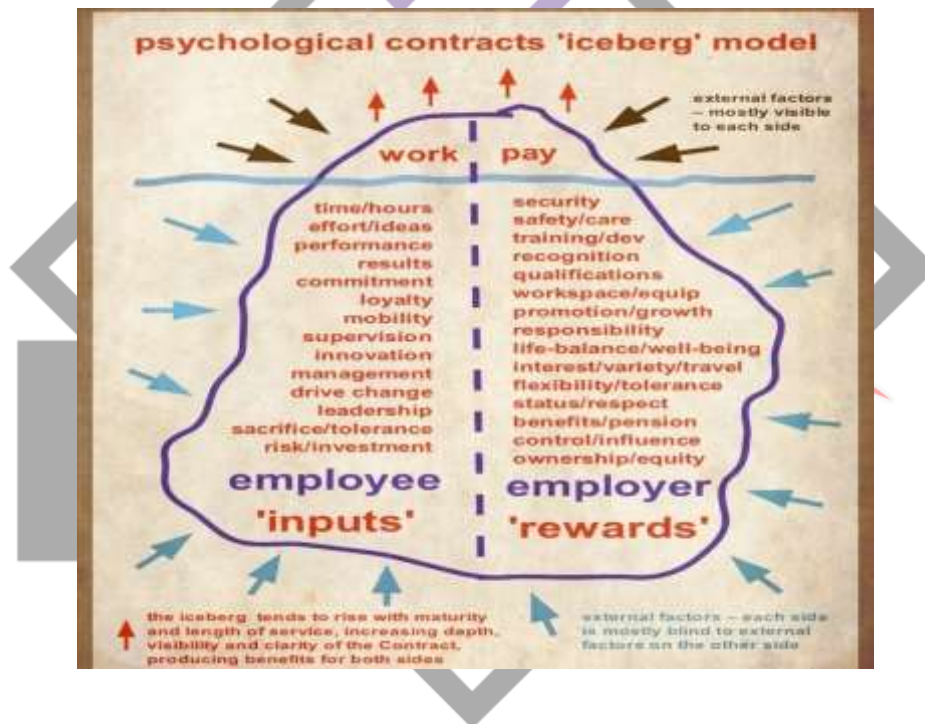 psychological contracts 'iceberg' model
external factors
– mostly visible
to each side
work
pay
time/hours
effort/ideas
performance
results
commitment
loyalty
mobility
supervision
innovation
management
drive change
leadership
sacrifice/tolerance
risk/investment
employee
'inputs'
security
safety/care
training/dev
recognition
qualifications
workspace/equip
promotion/growth
responsibility
life-balance/well-being
interest/variety/travel
flexibility/tolerance
status/respect
benefits/pension
control/influence
ownership/equity
employer
'rewards'
the iceberg tends to rise with maturity
and length of service, increasing depth,
visibility and clarity of the Contract,
producing benefits for both sides
external factors – each side
is mostly blind to external
factors on the other side